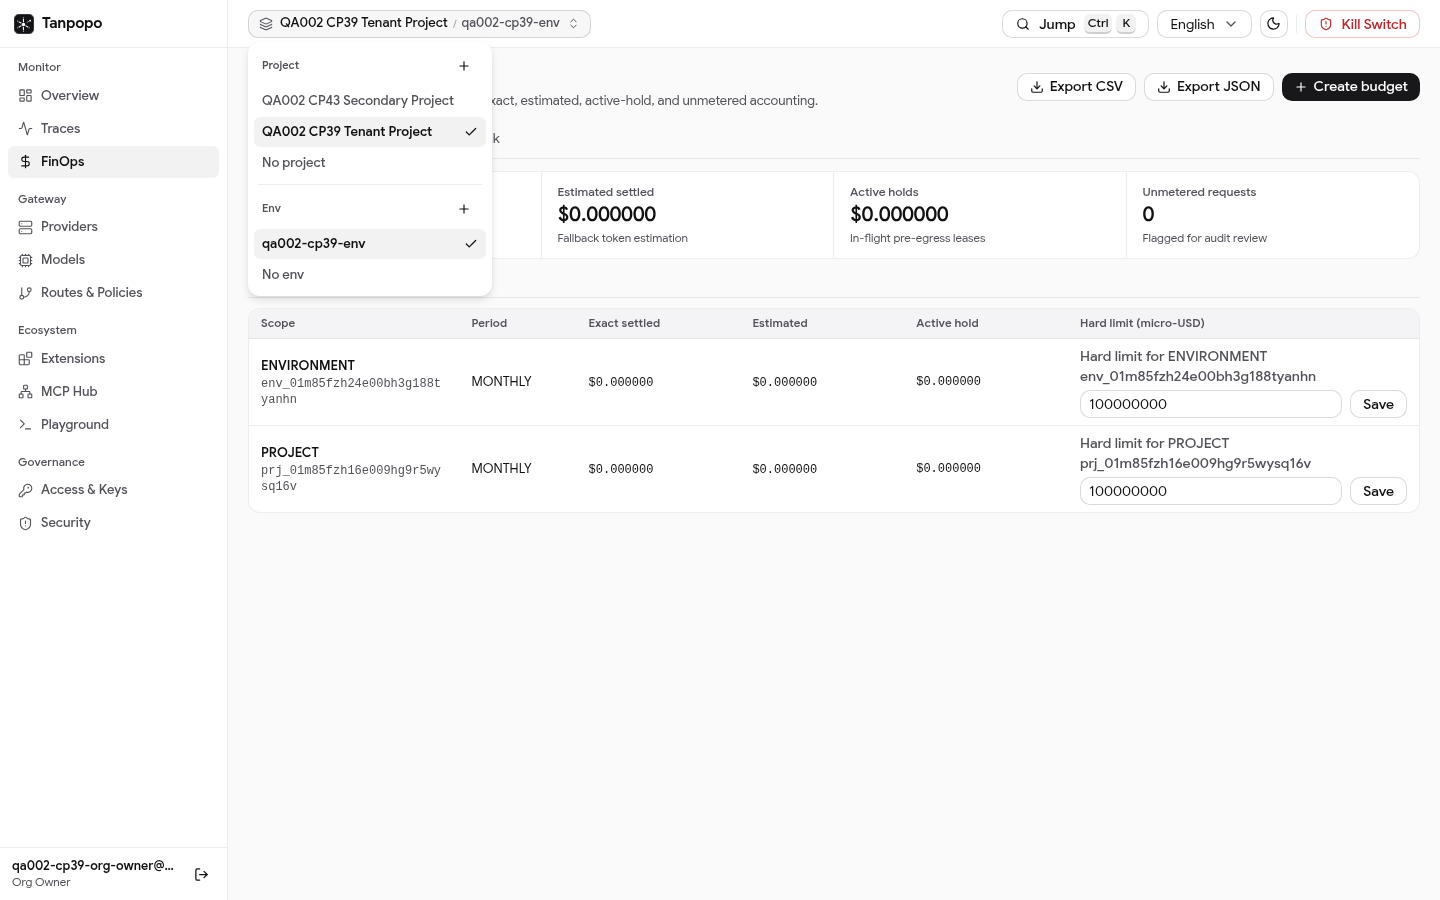 Tanpopo
QA002 CP39 Tenant Project / qa002-cp39-env
Jump Ctrl K
English
Kill Switch
Monitor
Overview
Traces
FinOps
Gateway
Providers
Models
Routes & Policies
Ecosystem
Extensions
MCP Hub
Playground
Governance
Access & Keys
Security
qa002-cp39-org-owner@...
Org Owner
Project
QA002 CP43 Secondary Project
QA002 CP39 Tenant Project
No project
Env
qa002-cp39-env
No env
exact, estimated, active-hold, and unmetered accounting.
Export CSV
Export JSON
Create budget
k
Estimated settled
$0.000000
Fallback token estimation
Active holds
$0.000000
In-flight pre-egress leases
Unmetered requests
0
Flagged for audit review
Scope Period Exact settled Estimated Active hold Hard limit (micro-USD)
ENVIRONMENT
env_01m85fzh24e00bh3g188t
yanhn
MONTHLY
$0.000000
$0.000000
$0.000000
Hard limit for ENVIRONMENT
env_01m85fzh24e00bh3g188tyanhn
100000000
Save
PROJECT
prj_01m85fzh16e009hg9r5wy
sq16v
MONTHLY
$0.000000
$0.000000
$0.000000
Hard limit for PROJECT
prj_01m85fzh16e009hg9r5wysq16v
100000000
Save